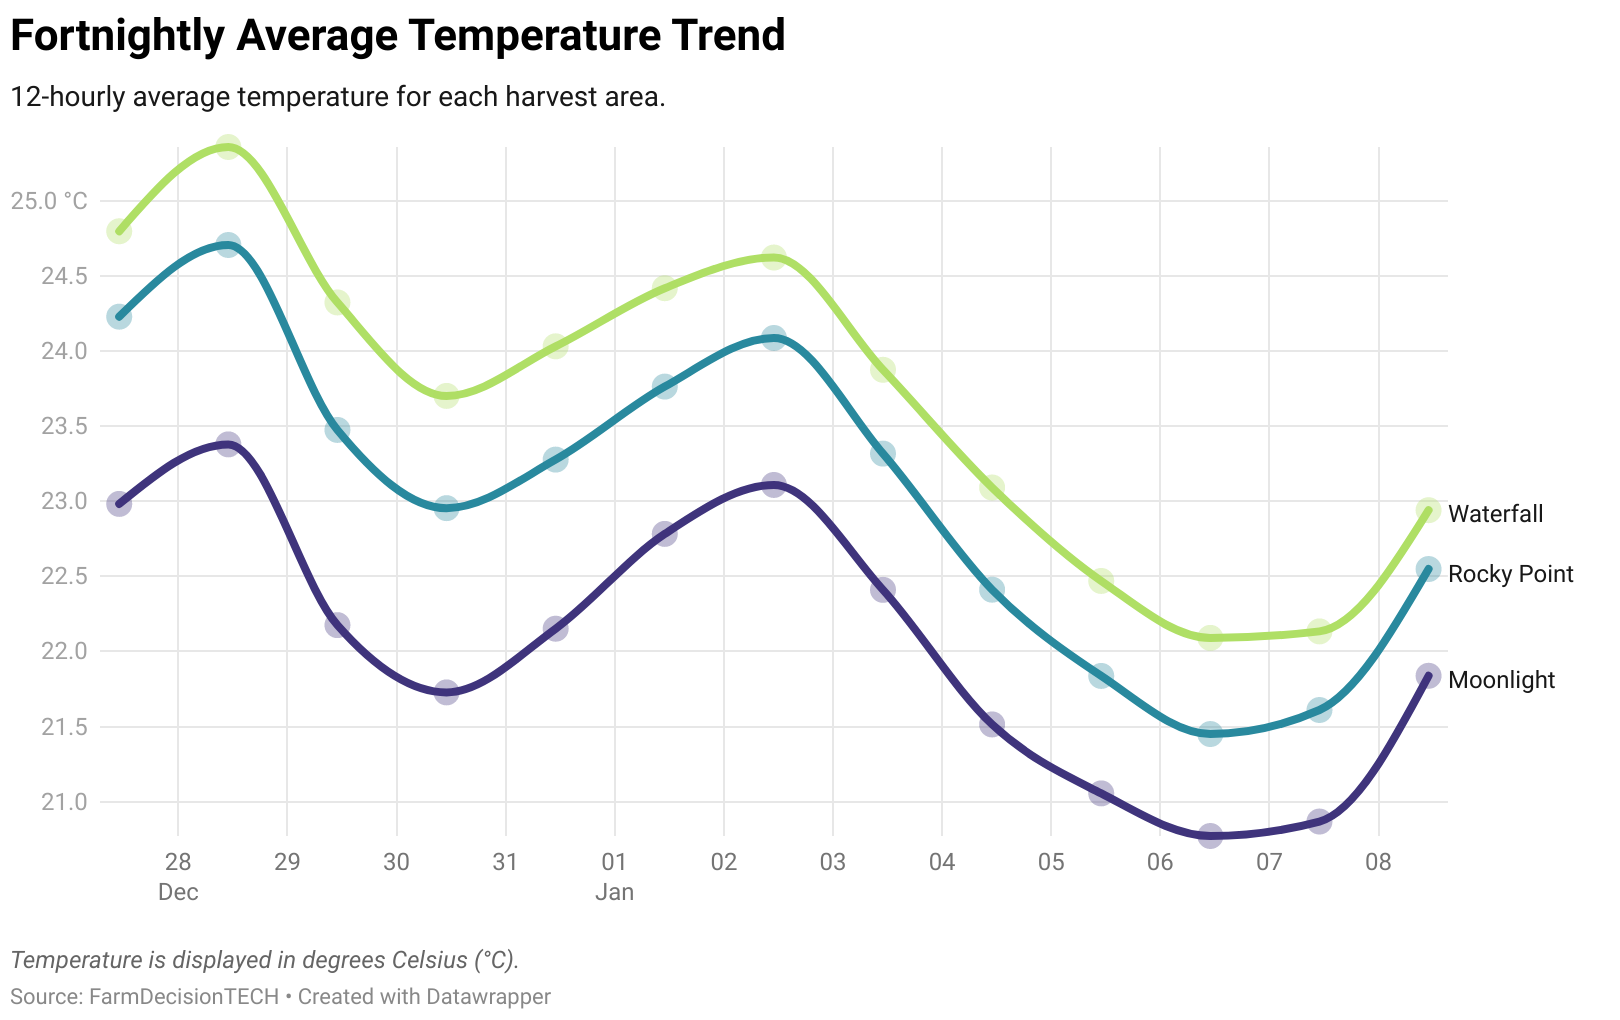 Fortnightly Average Temperature Trend
12-hourly average temperature for each harvest area.
25.0 °C
24.5
24.0
23.5
23.0
22.5
22.0
21.5
21.0
Waterfall
Rocky Point
Moonlight
28 29 30 31 01 02 03 04 05 06 07 08
Dec Jan
Temperature is displayed in degrees Celsius (°C).
Source: FarmDecisionTECH • Created with Datawrapper